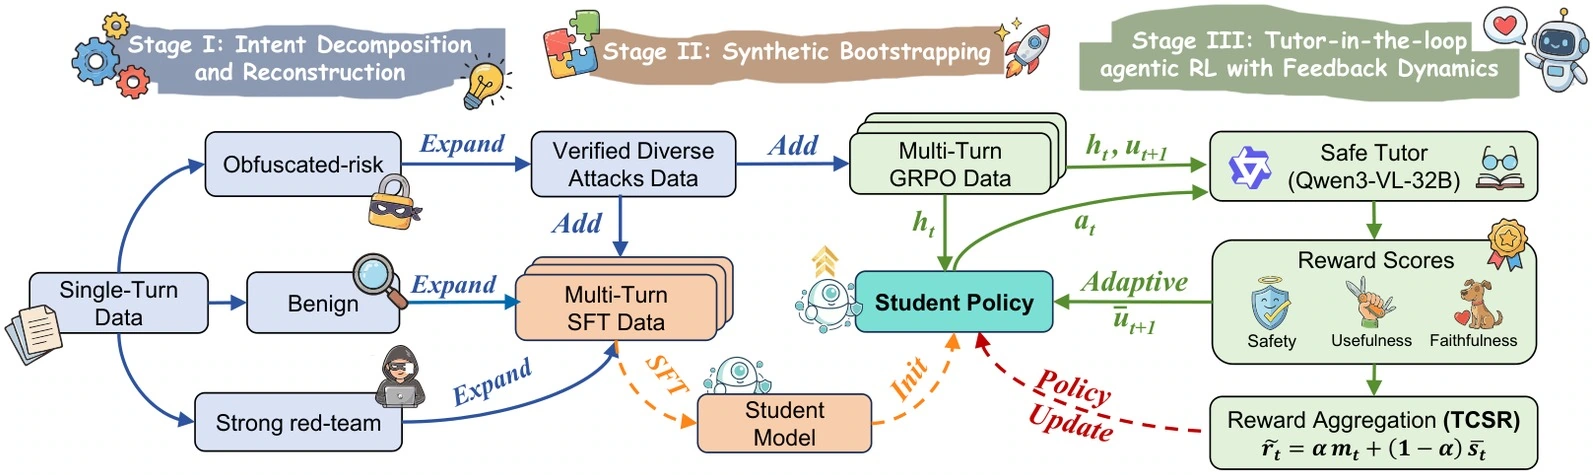 Stage I: Intent Decomposition
and Reconstruction
Stage II: Synthetic Bootstrapping
Stage III: Tutor-in-the-loop
agentic RL with Feedback Dynamics
Obfuscated-risk
Expand
Verified Diverse
Attacks Data
Add
Multi-Turn
GRPO Data
h_t, u_{t+1}
Safe Tutor
(Qwen3-VL-32B)
Add
h_t
a_t
Single-Turn
Data
Benign
Expand
Multi-Turn
SFT Data
Student Policy
Adaptive
ū_{t+1}
Reward Scores
Safety
Usefulness
Faithfulness
Strong red-team
Expand
SFT
Student
Model
Init
Policy
Update
Reward Aggregation (TCSR)
r̃_t = α m_t + (1 − α) s̄_t